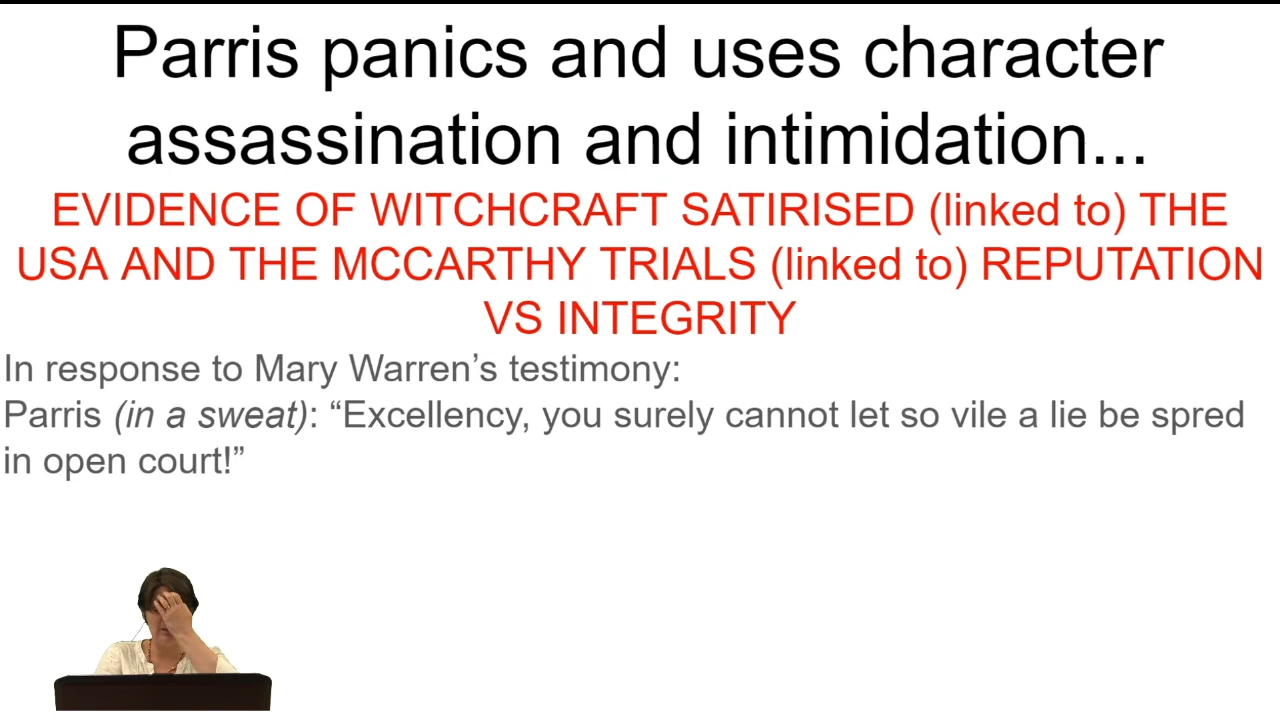 Parris panics and uses character
assassination and intimidation...
EVIDENCE OF WITCHCRAFT SATIRISED (linked to) THE
USA AND THE MCCARTHY TRIALS (linked to) REPUTATION
VS INTEGRITY
In response to Mary Warren’s testimony:
Parris (in a sweat): “Excellency, you surely cannot let so vile a lie be spred
in open court!”